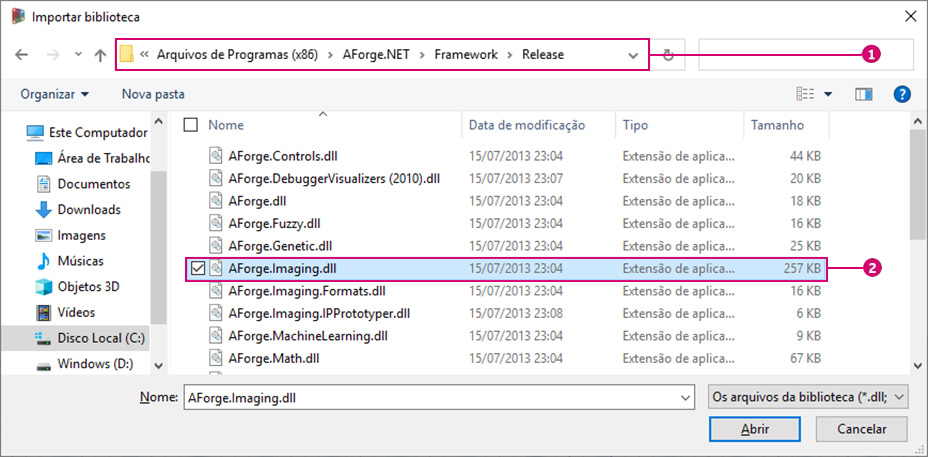 Importar biblioteca
« Arquivos de Programas (x86) > AForge.NET > Framework > Release
1
Organizar
Nova pasta
Nome
Data de modificação
Tipo
Tamanho
Este Computador
Área de Trabalho
Documentos
Downloads
Imagens
Músicas
Objetos 3D
Vídeos
Disco Local (C:)
Windows (D:)
AForge.Controls.dll 15/07/2013 23:04 Extensão de aplica... 44 KB
AForge.DebuggerVisualizers (2010).dll 15/07/2013 23:07 Extensão de aplica... 20 KB
AForge.dll 15/07/2013 23:04 Extensão de aplica... 18 KB
AForge.Fuzzy.dll 15/07/2013 23:04 Extensão de aplica... 16 KB
AForge.Genetic.dll 15/07/2013 23:04 Extensão de aplica... 25 KB
AForge.Imaging.dll 15/07/2013 23:04 Extensão de aplica... 257 KB
2
AForge.Imaging.Formats.dll 15/07/2013 23:04 Extensão de aplica... 16 KB
AForge.Imaging.IPPrototyper.dll 15/07/2013 23:08 Extensão de aplica... 6 KB
AForge.MachineLearning.dll 15/07/2013 23:04 Extensão de aplica... 9 KB
AForge.Math.dll 15/07/2013 23:04 Extensão de aplica... 67 KB
Nome:
AForge.Imaging.dll
Os arquivos da biblioteca (*.dll;
Abrir
Cancelar